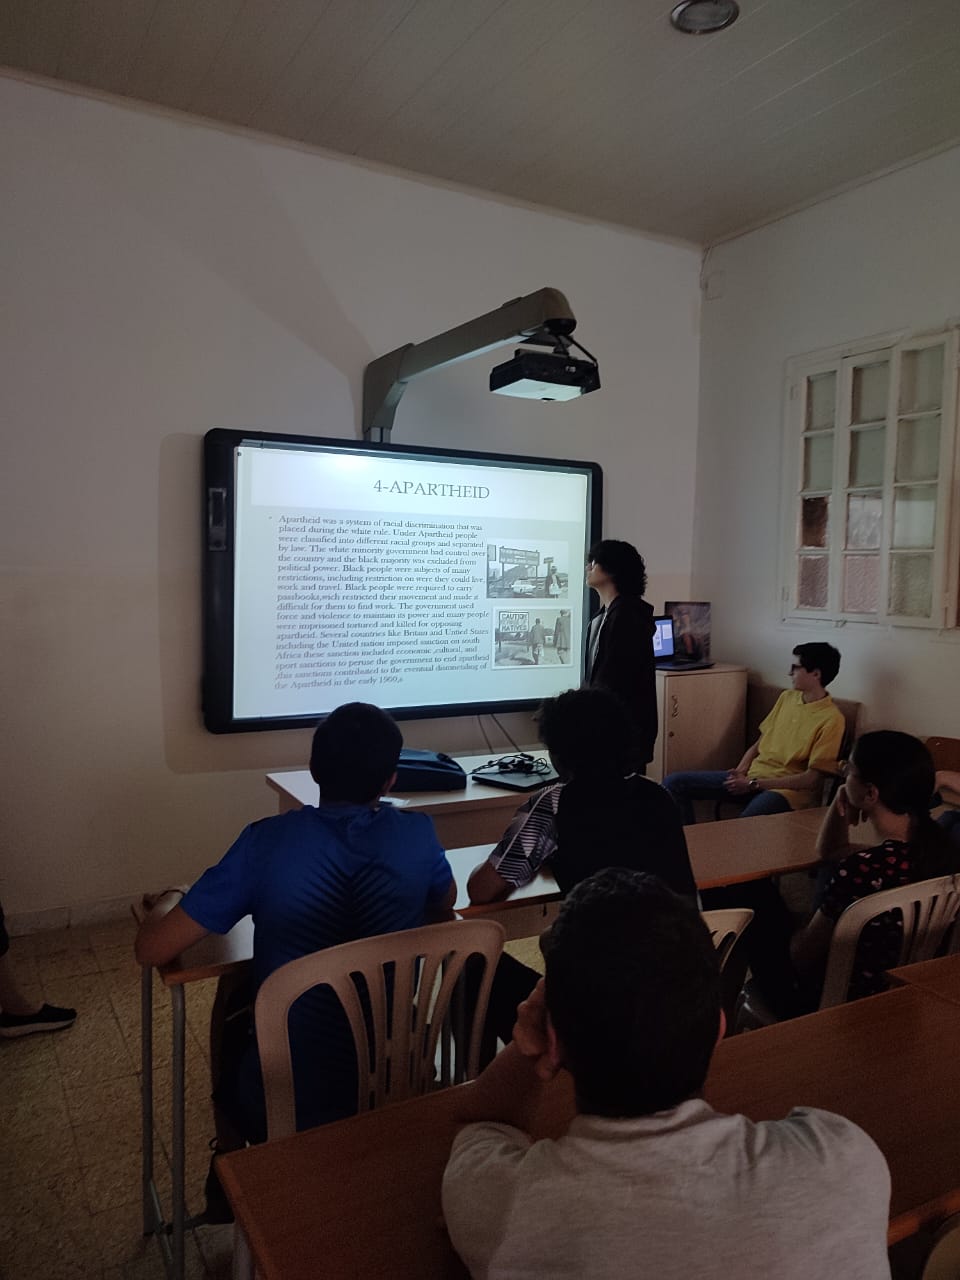 4-APARTHEID
• Apartheid was a system of racial discrimination that was
placed during the white rule. Under Apartheid people
were classified into different racial groups and separated
by law. The white minority government had control over
the country and the black majority was excluded from
political power. Black people were subjects of many
restrictions, including restriction on were they could live,
work and travel. Black people were required to carry
passbooks,wich restricted their movement and made it
difficult for them to find work. The government used
force and violence to maintain its power and many people
were imprisoned tortured and killed for opposing
apartheid. Several countries like Britain and Untied States
including the United nation imposed sanction on south
Africa these sanction included economic ,cultural, and
sport sanctions to peruse the government to end apartheid
,this sanctions contributed to the eventual dismenteling of
the Apartheid in the early 1900,s
CAUTION
NATIVES